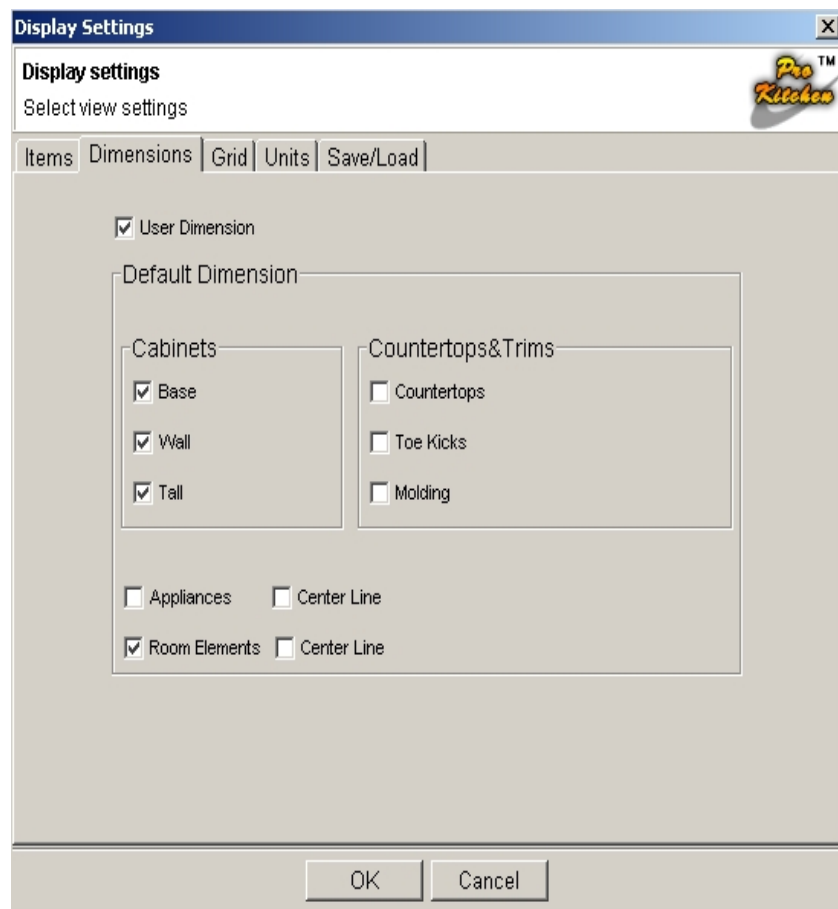 Display Settings
Display settings
Select view settings
Pro TM
Kitchen
Items Dimensions Grid Units Save/Load
User Dimension
Default Dimension
Cabinets Countertops&Trims
Base Countertops
Wall Toe Kicks
Tall Molding
Appliances Center Line
Room Elements Center Line
OK Cancel